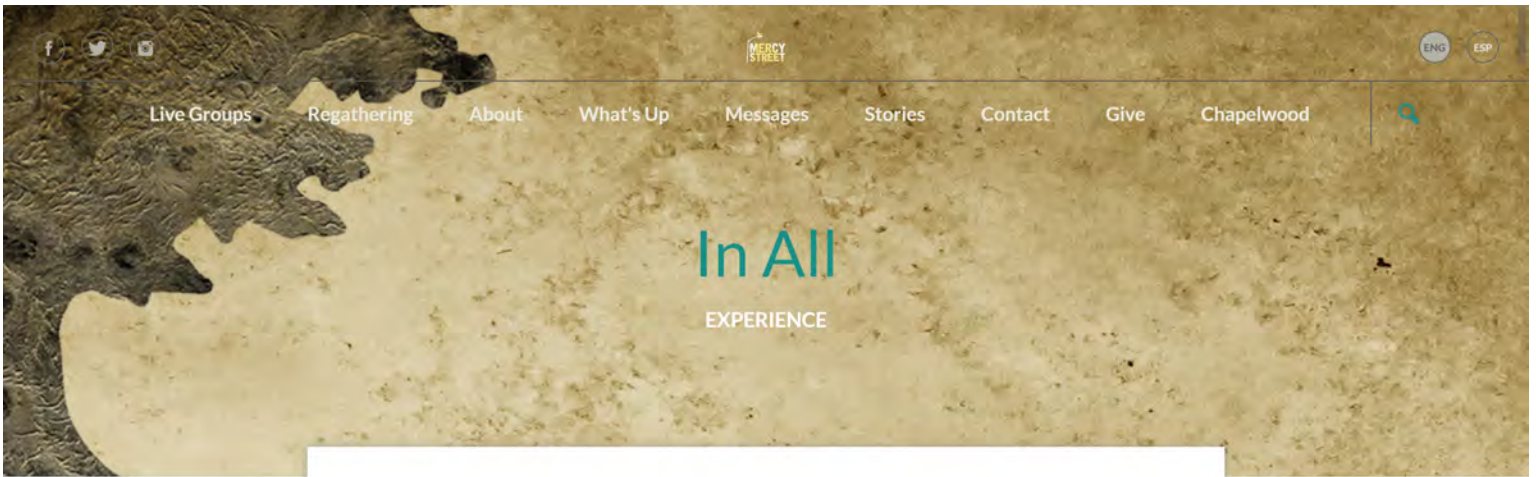 MERCY
STREET
ENG
ESP
Live Groups
Regathering
About
What's Up
Messages
Stories
Contact
Give
Chapelwood
In All
EXPERIENCE